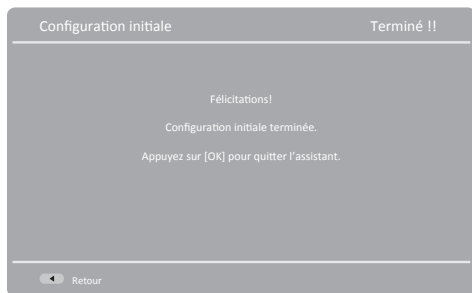 Configuration initiale
Terminé !!
Félicitations!
Configuration initiale terminée.
Appuyez sur [OK] pour quitter l’assistant.
Retour